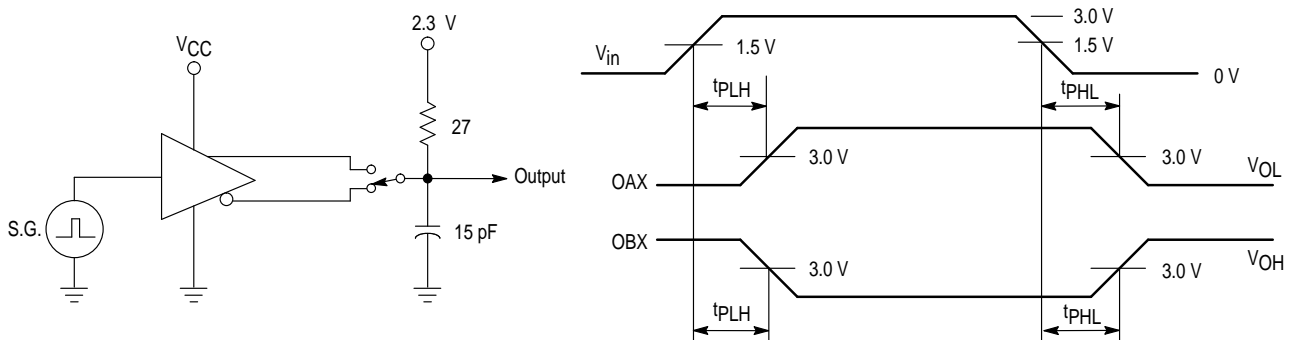 2.3 V
VCC
27
Output
S.G.
15 pF
Vin
1.5 V
3.0 V
1.5 V
0 V
tPLH
tPHL
OAX
3.0 V
3.0 V
VOL
OBX
3.0 V
3.0 V
VOH
tPLH
tPHL